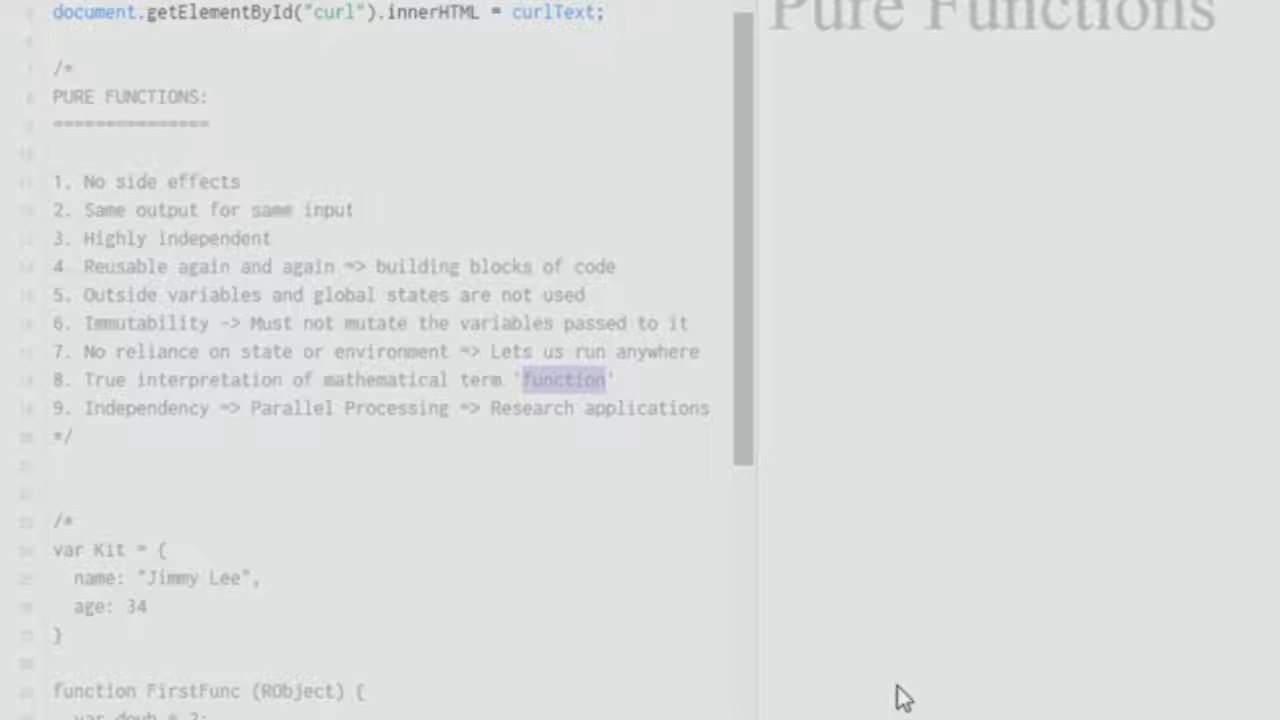 document.getElementById("curl").innerHTML = curlText;
Pure Functions
/*
PURE FUNCTIONS:
===============
1. No side effects
2. Same output for same input
3. Highly independent
4. Reusable again and again => building blocks of code
5. Outside variables and global states are not used
6. Immutability -> Must not mutate the variables passed to it
7. No reliance on state or environment => Lets us run anywhere
8. True interpretation of mathematical term 'function'
9. Independency => Parallel Processing => Research applications
*/
/*
var Kit = {
name: "Jimmy Lee",
age: 34
}
function FirstFunc (RObject) {
var doub = 2;